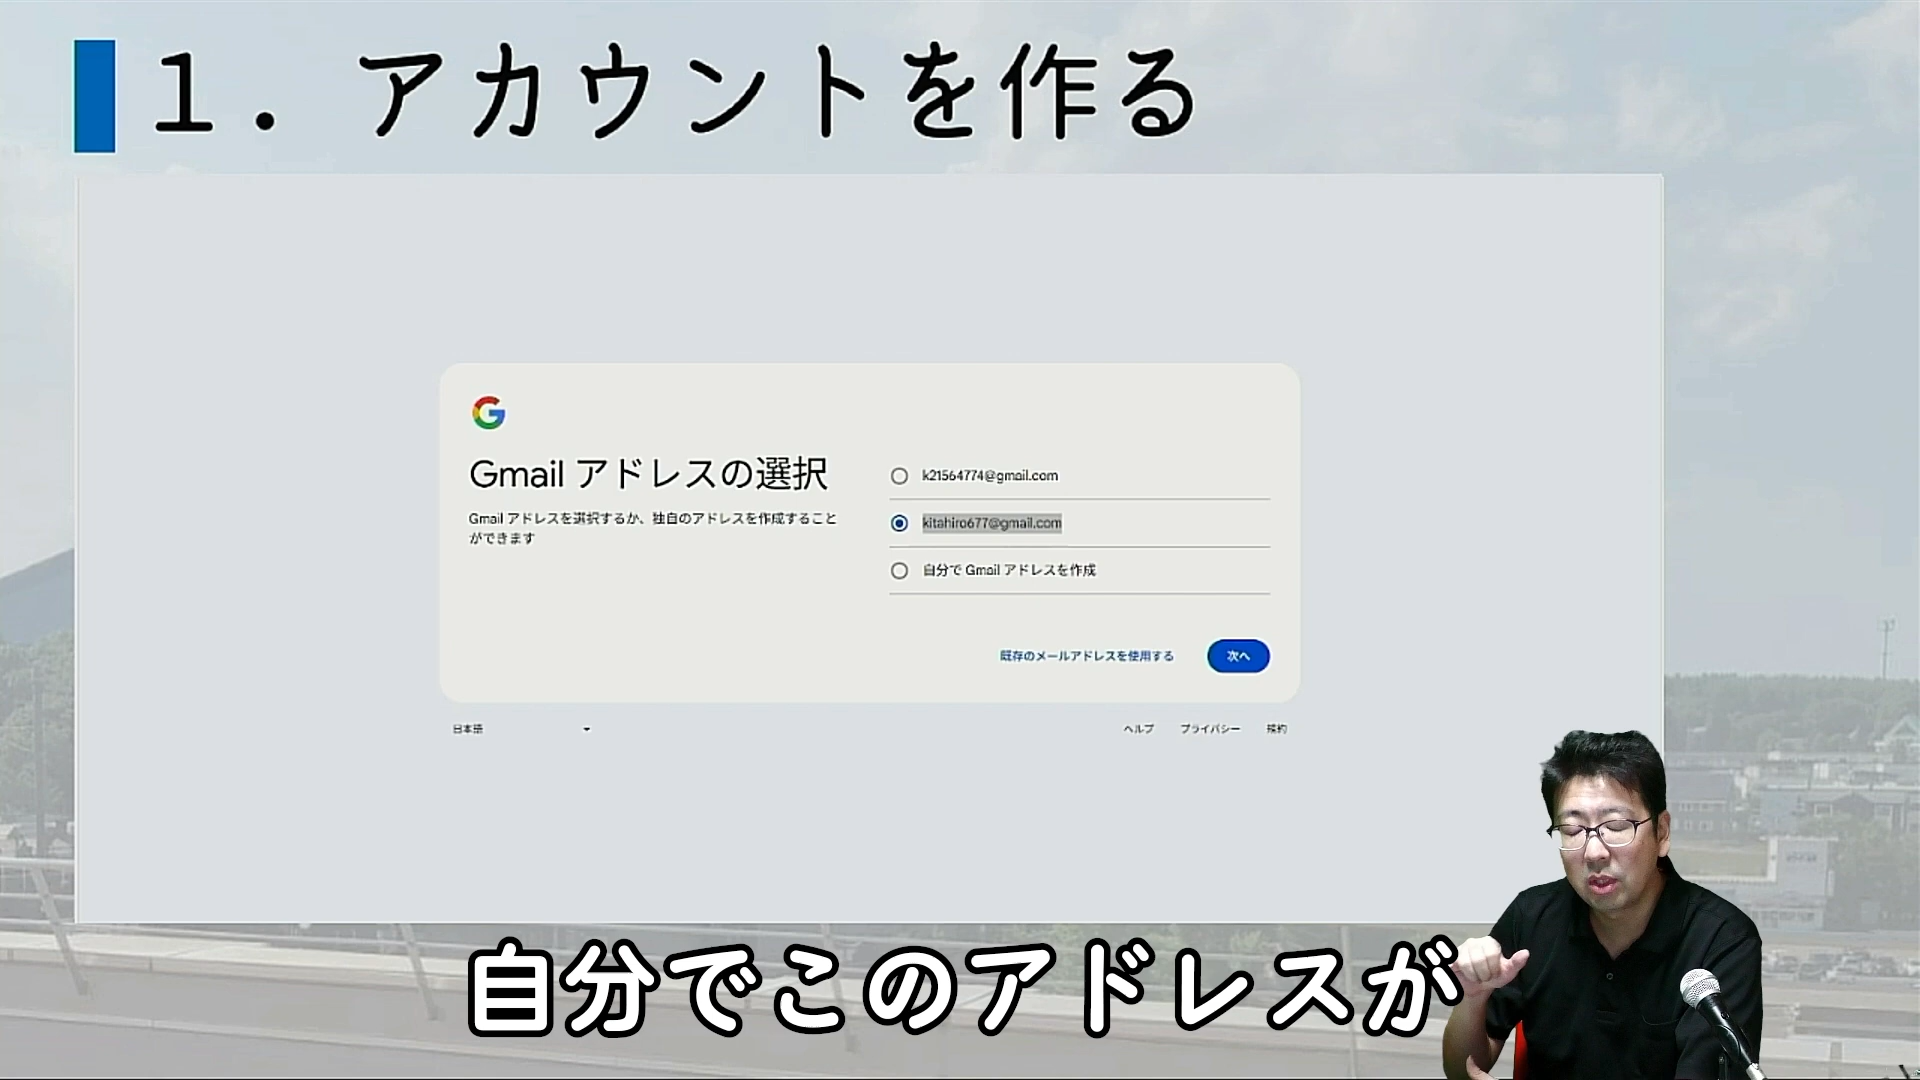 1. アカウントを作る
Gmail アドレスの選択
Gmail アドレスを選択するか、独自のアドレスを作成すること
ができます
k21564774@gmail.com
kitahiro677@gmail.com
自分で Gmail アドレスを作成
既存のメールアドレスを使用する
次へ
日本語
ヘルプ
プライバシー
規約
自分でこのアドレスが